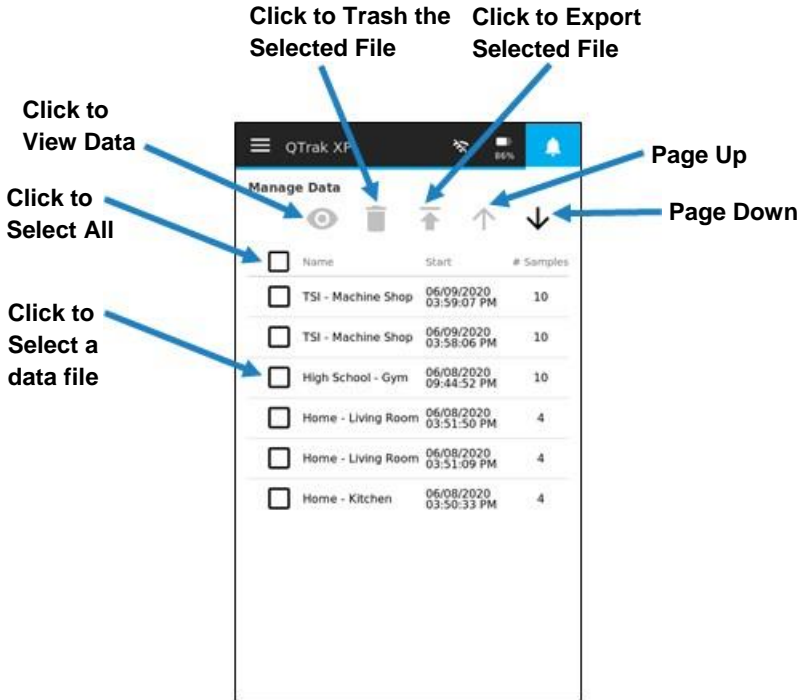 Click to Trash the
Selected File
Click to Export
Selected File
Click to
View Data
Page Up
Click to
Select All
Page Down
Click to
Select a
data file
QTrak XP
86%
Manage Data
Name Start # Samples
TSI - Machine Shop 06/09/2020
03:59:07 PM 10
TSI - Machine Shop 06/09/2020
03:58:06 PM 10
High School - Gym 06/08/2020
09:44:52 PM 10
Home - Living Room 06/08/2020
03:51:50 PM 4
Home - Living Room 06/08/2020
03:51:09 PM 4
Home - Kitchen 06/08/2020
03:50:33 PM 4